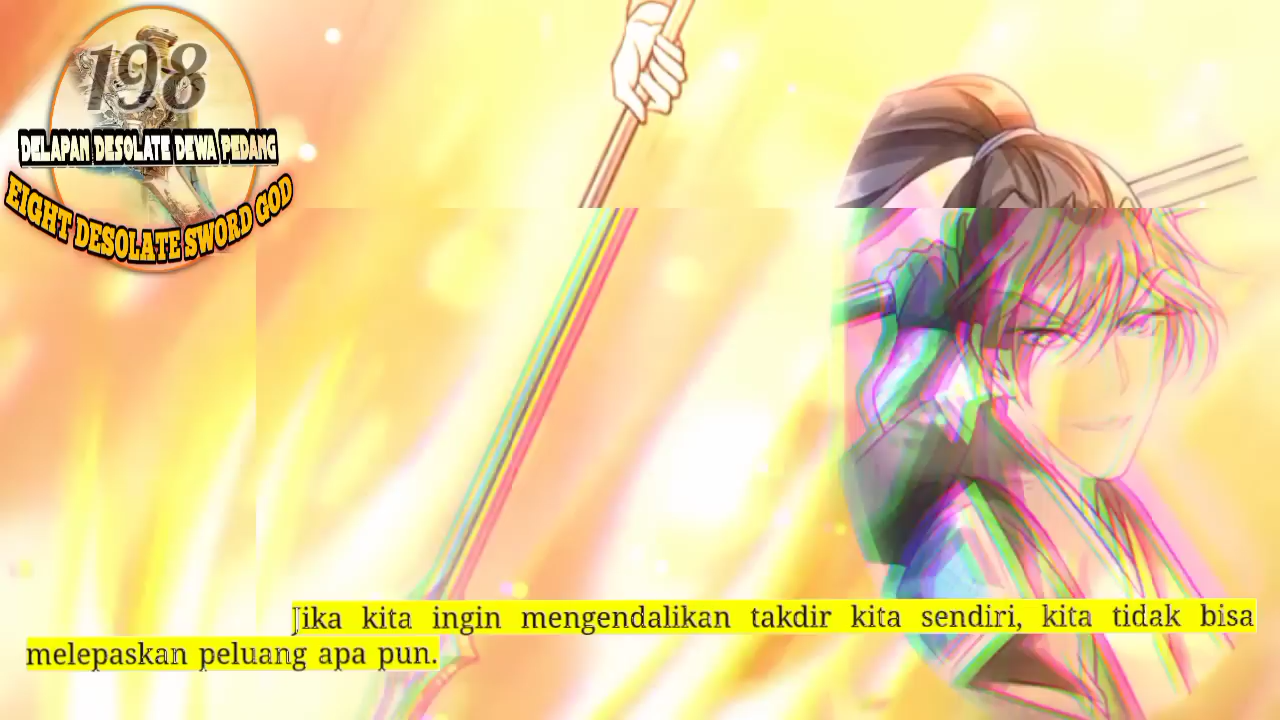 198
DELAPAN DESOLATE DEWA PEDANG
EIGHT DESOLATE SWORD GOD
Jika kita ingin mengendalikan takdir kita sendiri, kita tidak bisa
melepaskan peluang apa pun.